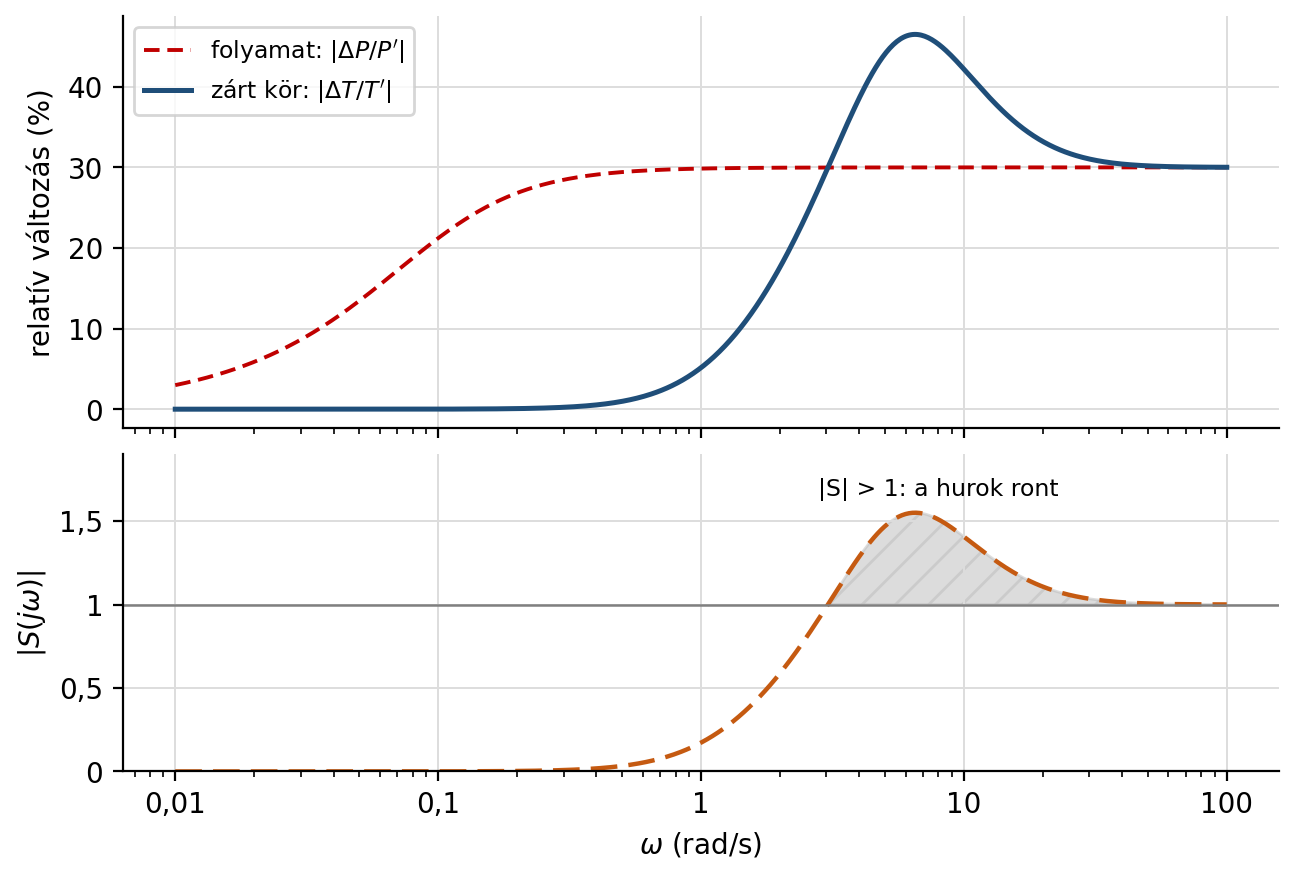 folyamat: |ΔP/P′|
zárt kör: |ΔT/T′|
relatív változás (%)
40
30
20
10
0
|S| > 1: a hurok ront
|S(jω)|
1,5
1
0,5
0
0,01 0,1 1 10 100
ω (rad/s)